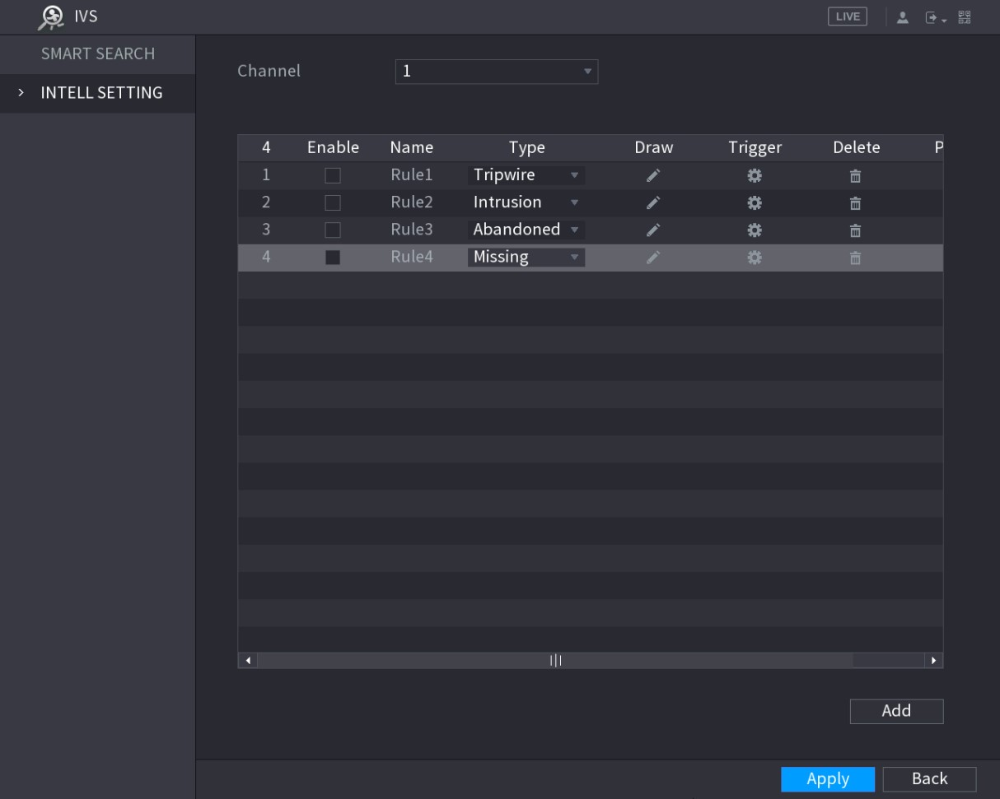 IVS LIVE
SMART SEARCH
INTELL SETTING
Channel 1
4 Enable Name Type Draw Trigger Delete P
1 Rule1 Tripwire
2 Rule2 Intrusion
3 Rule3 Abandoned
4 Rule4 Missing
Add
Apply Back